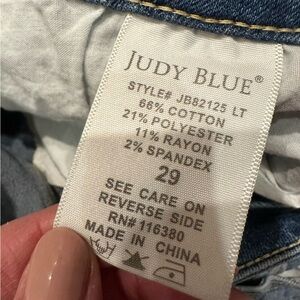 JUDY BLUE®
STYLE# JB82125 LT
66% COTTON
21% POLYESTER
11% RAYON
2% SPANDEX
29
SEE CARE ON
REVERSE SIDE
RN# 116380
MADE IN CHINA